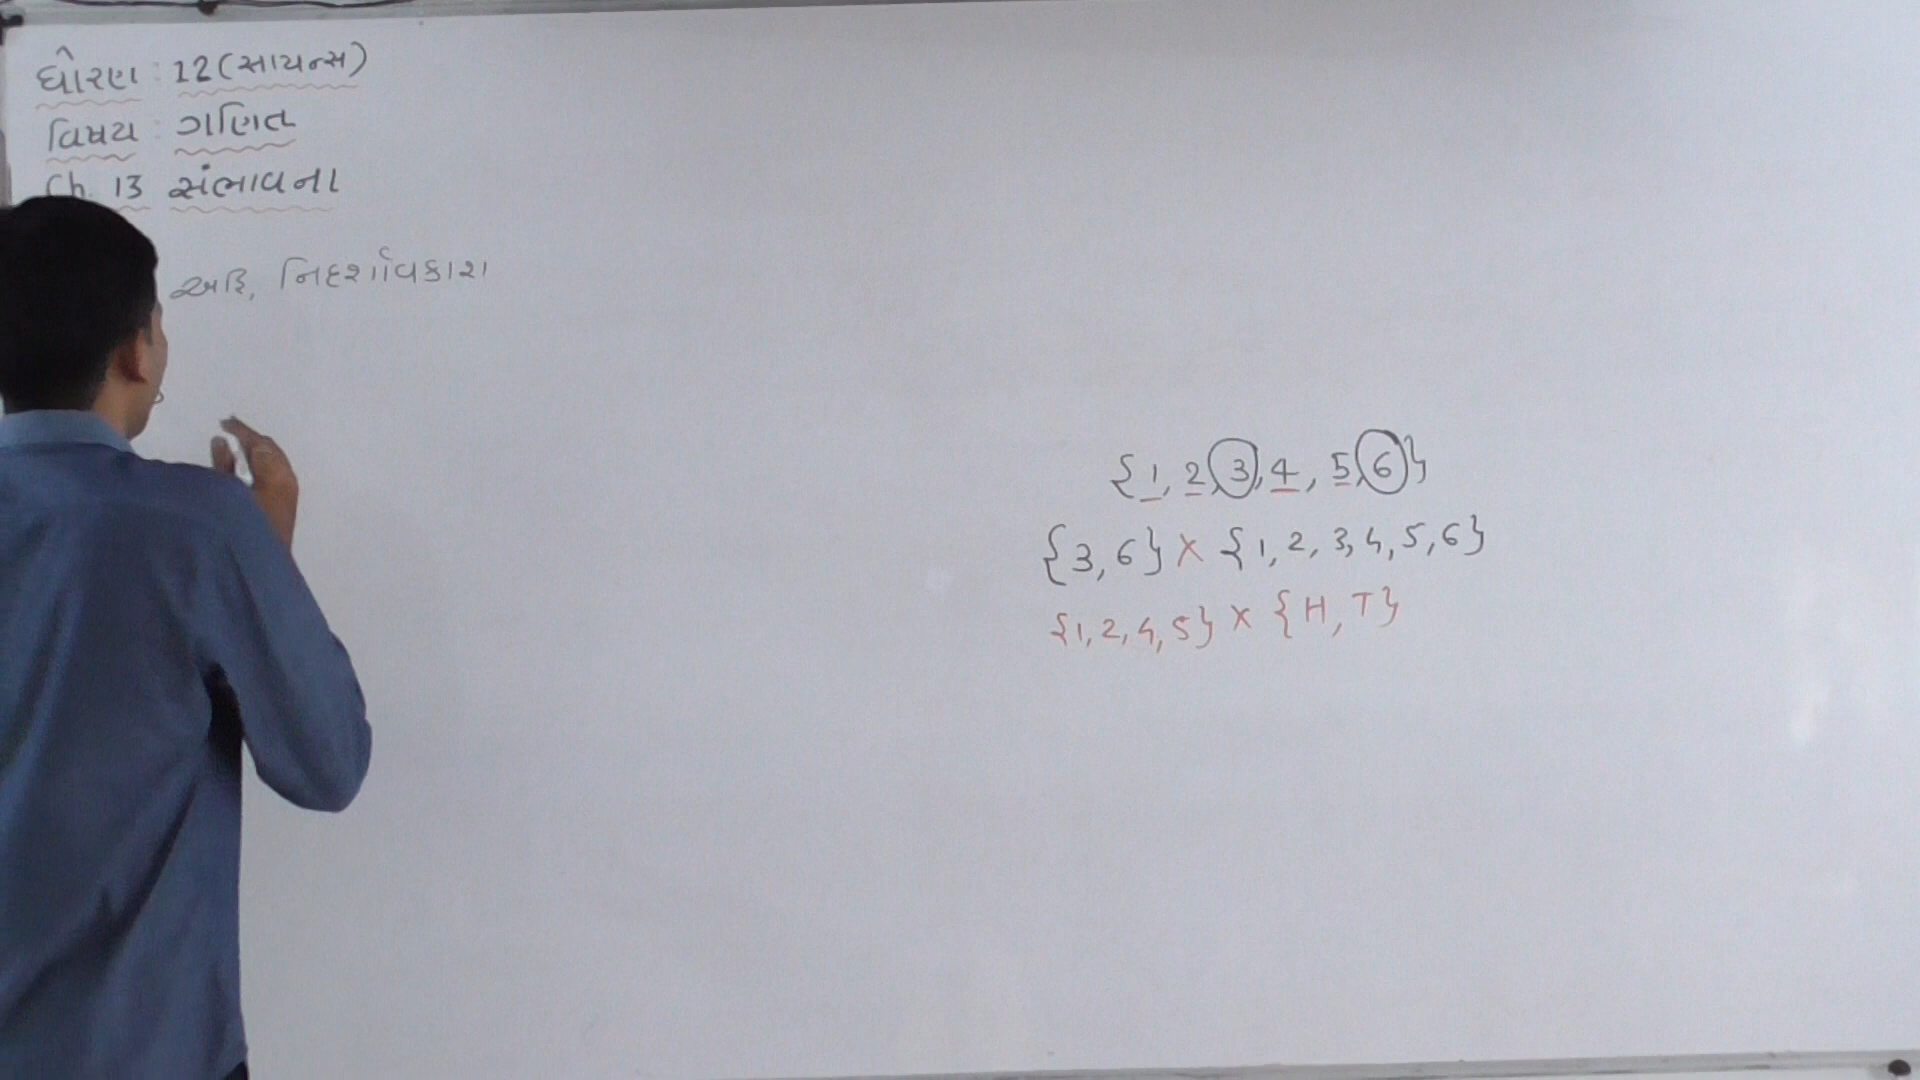 ધોરણ : 12 (સાયન્સ)
વિષય : ગણિત
Ch. 13 સંભાવના
અહિ, નિદર્શાવકાશ
{1, 2, 3, 4, 5, 6}
{3, 6} X {1, 2, 3, 4, 5, 6}
{1, 2, 4, 5} X {H, T}